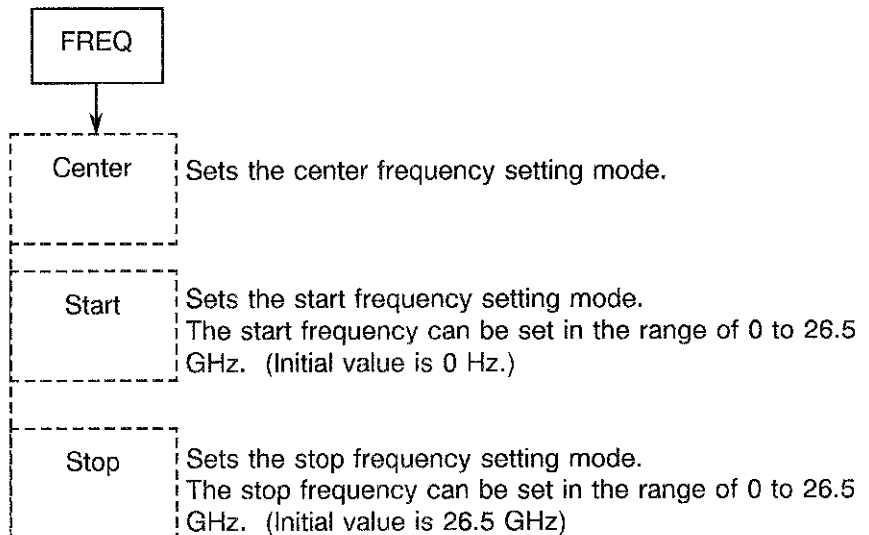 FREQ
Center
Sets the center frequency setting mode.
Start
Sets the start frequency setting mode.
The start frequency can be set in the range of 0 to 26.5
GHz. (Initial value is 0 Hz.)
Stop
Sets the stop frequency setting mode.
The stop frequency can be set in the range of 0 to 26.5
GHz. (Initial value is 26.5 GHz)